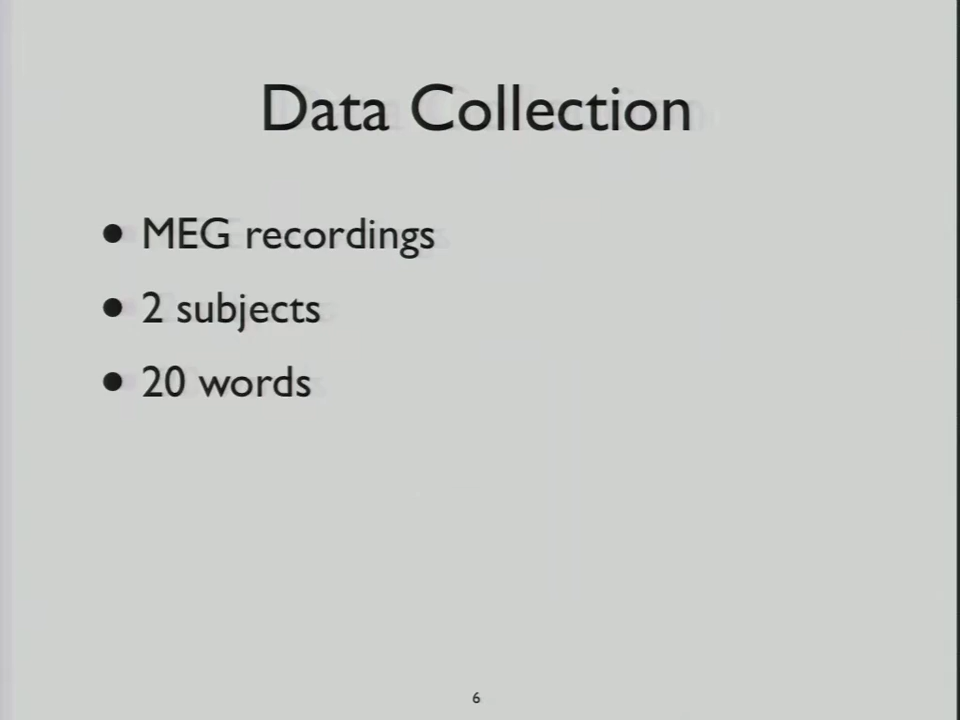 Data Collection
• MEG recordings
• 2 subjects
• 20 words
6